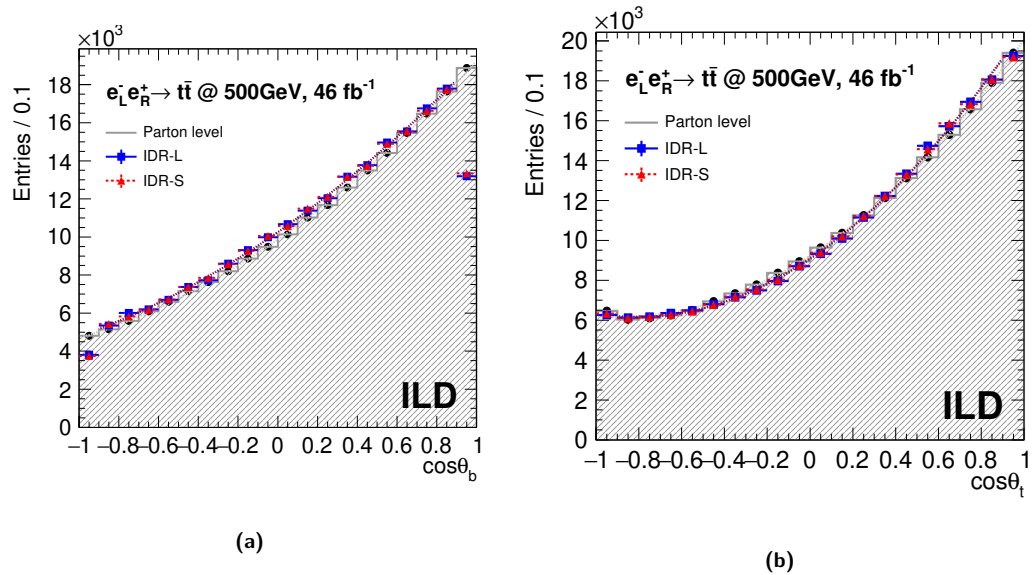 ×10³
Entries / 0.1
18
16
14
12
10
8
6
4
2
0
e⁻_L e⁺_R → tt̄ @ 500GeV, 46 fb⁻¹
Parton level
IDR-L
IDR-S
ILD
−1 −0.8 −0.6 −0.4 −0.2 0 0.2 0.4 0.6 0.8 1
cosθ_b
(a)
×10³
Entries / 0.1
20
18
16
14
12
10
8
6
4
2
0
e⁻_L e⁺_R → tt̄ @ 500GeV, 46 fb⁻¹
Parton level
IDR-L
IDR-S
ILD
−1 −0.8 −0.6 −0.4 −0.2 0 0.2 0.4 0.6 0.8 1
cosθ_t
(b)